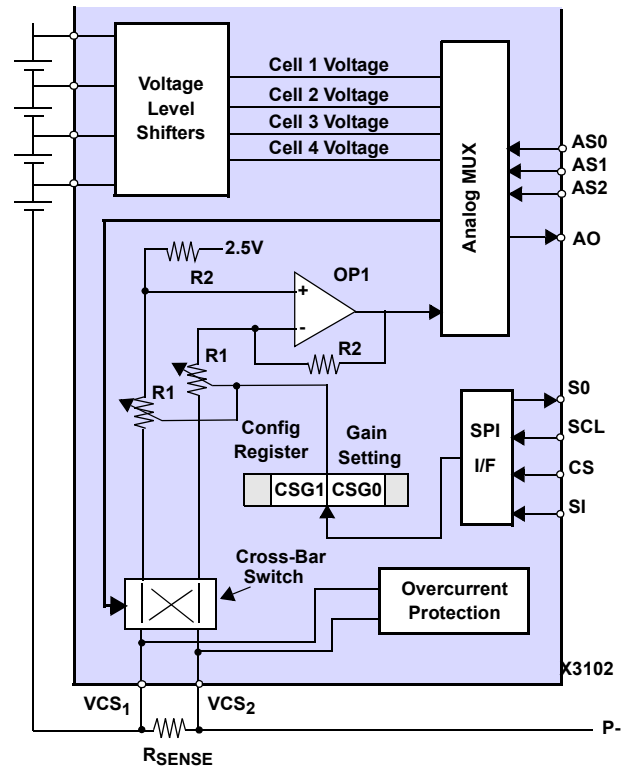 Voltage
Level
Shifters
Cell 1 Voltage
Cell 2 Voltage
Cell 3 Voltage
Cell 4 Voltage
Analog MUX
AS0
AS1
AS2
AO
2.5V
R2
OP1
+
-
R2
R1
R1
Config
Register
Gain
Setting
CSG1
CSG0
SPI
I/F
S0
SCL
CS
SI
Cross-Bar
Switch
Overcurrent
Protection
X3102
VCS1
VCS2
RSENSE
P-